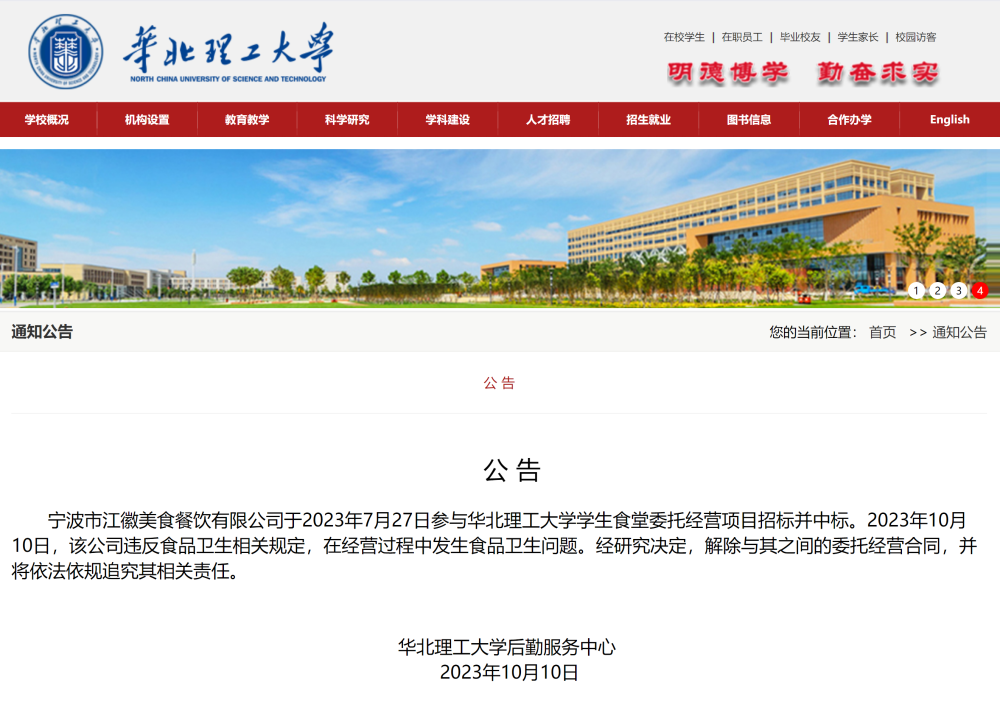 華北理工大学
NORTH CHINA UNIVERSITY OF SCIENCE AND TECHNOLOGY
在校学生 | 在职员工 | 毕业校友 | 学生家长 | 校园访客
明德博学 勤奋求实
学校概况 机构设置 教育教学 科学研究 学科建设 人才招聘 招生就业 图书信息 合作办学 English
1 2 3 4
通知公告 您的当前位置： 首页 >> 通知公告
公 告
公 告
宁波市江徽美食餐饮有限公司于2023年7月27日参与华北理工大学学生食堂委托经营项目招标并中标。2023年10月
10日，该公司违反食品卫生相关规定，在经营过程中发生食品卫生问题。经研究决定，解除与其之间的委托经营合同，并
将依法依规追究其相关责任。
华北理工大学后勤服务中心
2023年10月10日